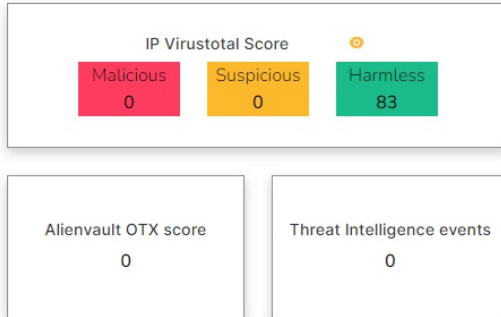 IP Virustotal Score
Malicious Suspicious Harmless
0 0 83
Alienvault OTX score Threat Intelligence events
0 0